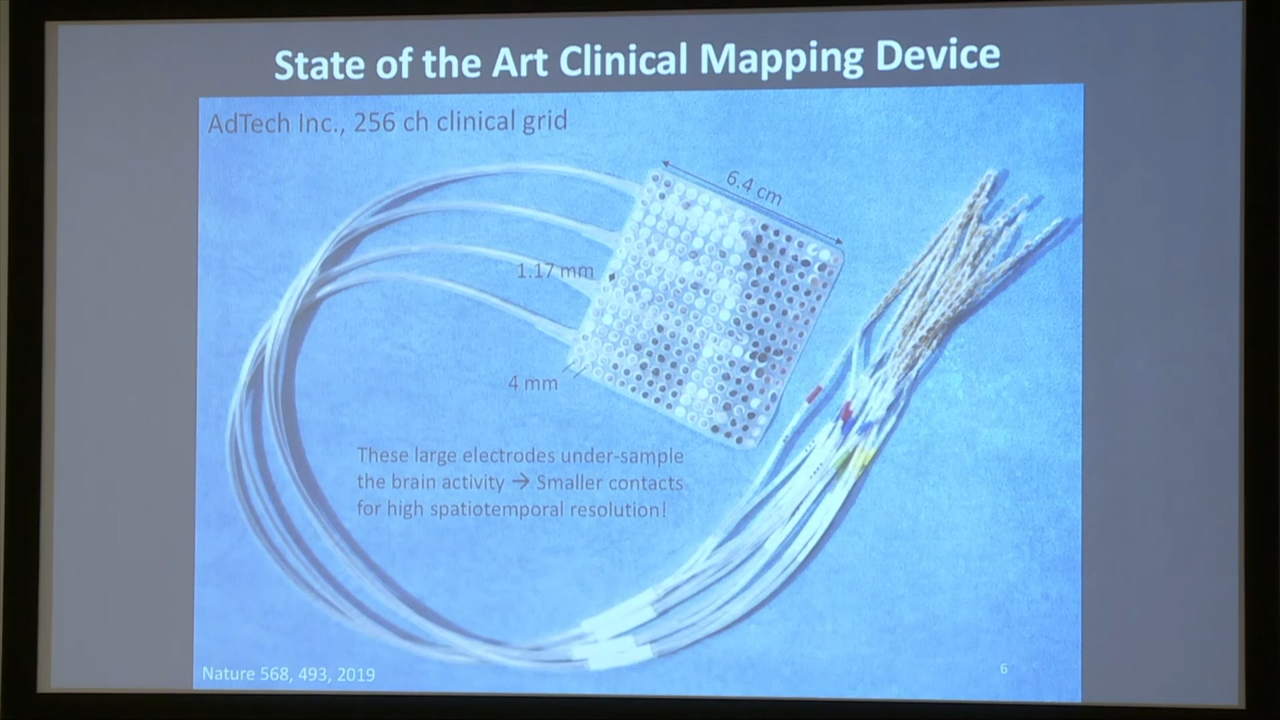 State of the Art Clinical Mapping Device
AdTech Inc., 256 ch clinical grid
6.4 cm
1.17 mm
4 mm
These large electrodes under-sample
the brain activity → Smaller contacts
for high spatiotemporal resolution!
Nature 568, 493, 2019
6